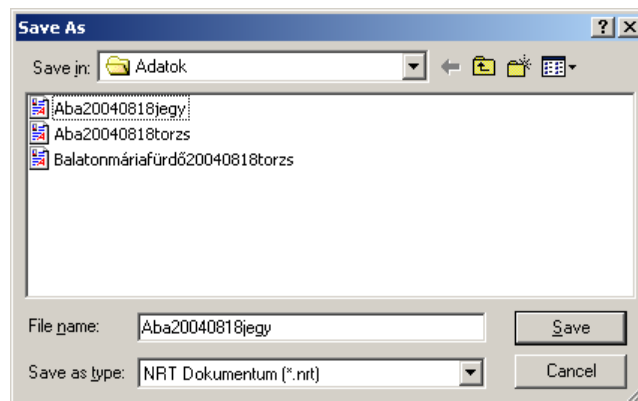 Save As
Save in: Adatok
Aba20040818jegy
Aba20040818torzs
Balatonmáriafürdő20040818torzs
File name: Aba20040818jegy Save
Save as type: NRT Dokumentum (*.nrt) Cancel